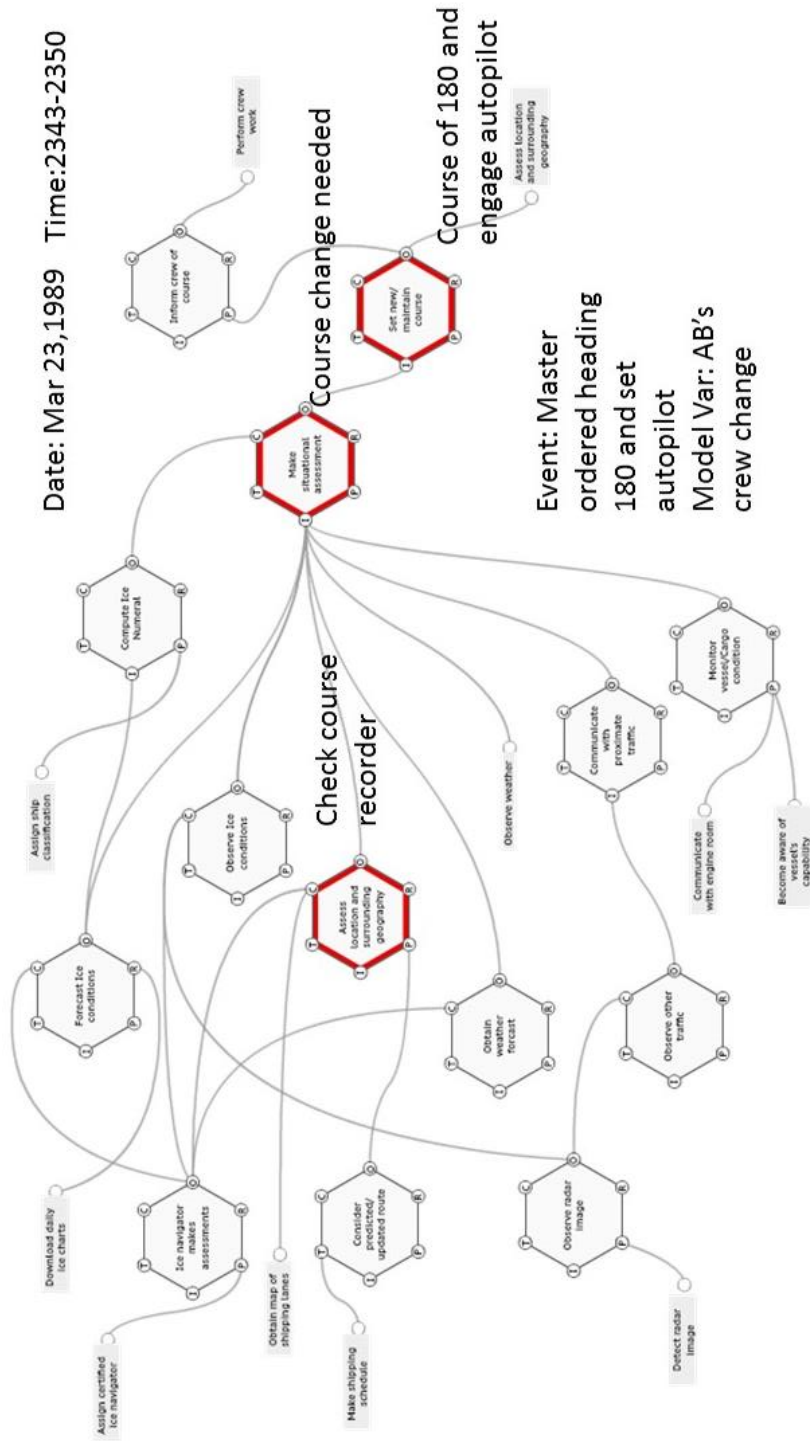 Date: Mar 23,1989   Time:2343-2350
Download daily
ice charts
Forecast Ice
conditions
T
C
I
O
P
R
Assign ship
classification
Compute Ice
Numeral
T
C
I
O
P
R
Inform crew of
course
T
C
I
O
P
R
Perform crew
work
Assign certified
Ice navigator
Ice navigator
makes
assessments
T
C
I
O
P
R
Observe Ice
conditions
T
C
I
O
P
R
Make
situational
assessment
T
C
I
O
P
R
Course change needed
Set new/
maintain
course
T
C
I
O
P
R
Course of 180 and
engage autopilot
Assess location
and surrounding
geography
Obtain map of
shipping lanes
Assess
location and
surrounding
geography
T
C
I
O
P
R
Check course
recorder
Make shipping
schedule
Consider
predicted/
updated route
T
C
I
O
P
R
Obtain
weather
forcast
T
C
I
O
P
R
Observe weather
Detect radar
image
Observe radar
image
T
C
I
O
P
R
Observe other
traffic
T
C
I
O
P
R
Communicate
with
proximate
traffic
T
C
I
O
P
R
Communicate
with engine room
Become aware of
vessel's
capability
Monitor
vessel/Cargo
condition
T
C
I
O
P
R
Event: Master
ordered heading
180 and set
autopilot
Model Var: AB's
crew change